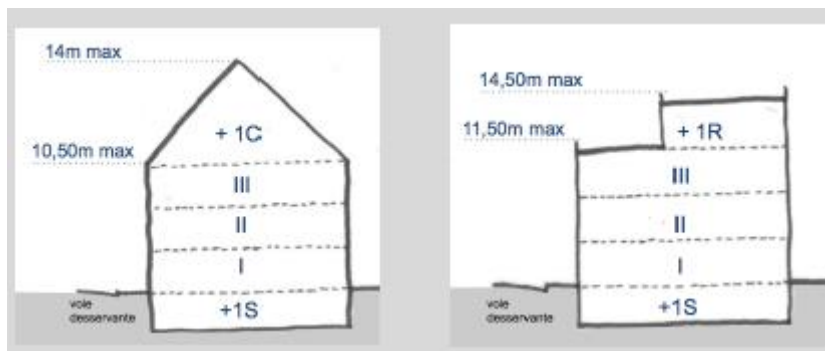 14m max
+ 1C
10,50m max
III
II
I
+1S
voie
desservante
14,50m max
11,50m max
+ 1R
III
II
I
+1S
voie
desservante